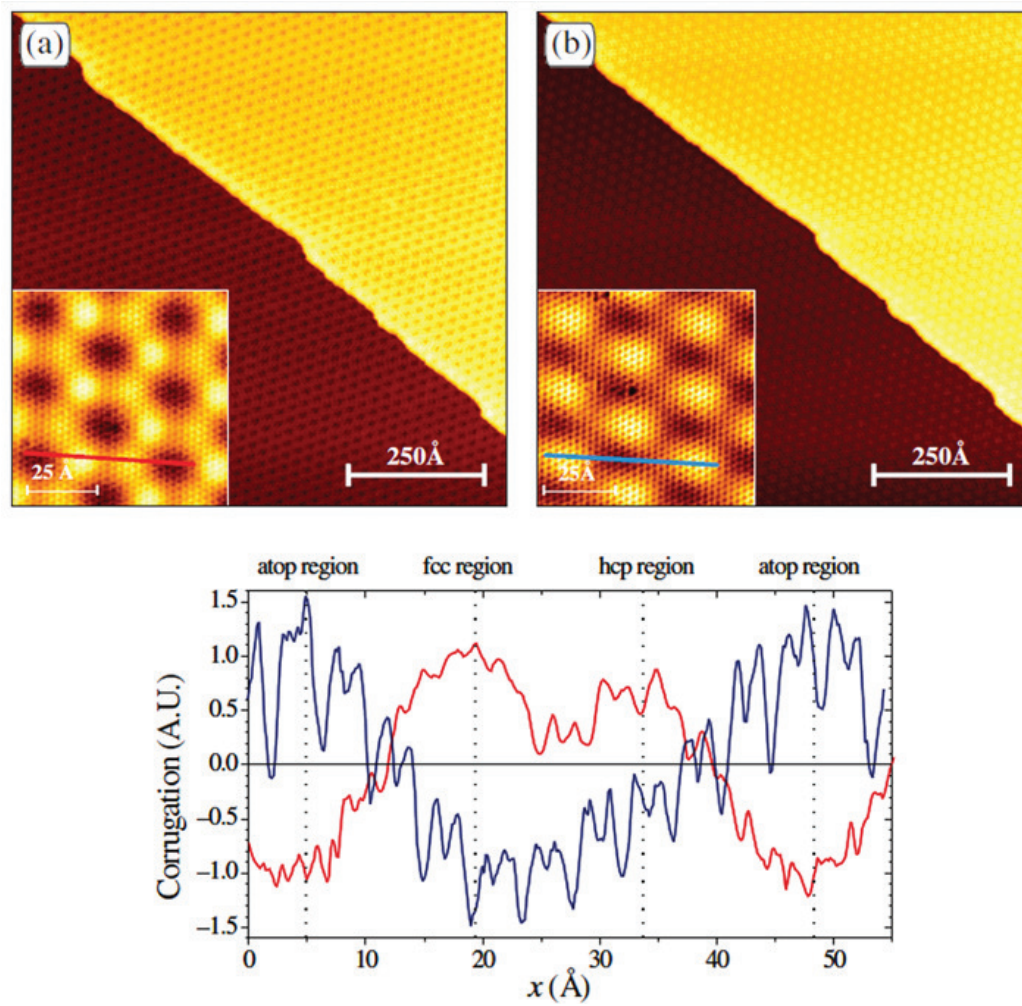 (a)
(b)
25 Å
250Å
25Å
250Å
atop region fcc region hcp region atop region
1.5
1.0
0.5
0.0
−0.5
−1.0
−1.5
Corrugation (A.U.)
0 10 20 30 40 50
x (Å)